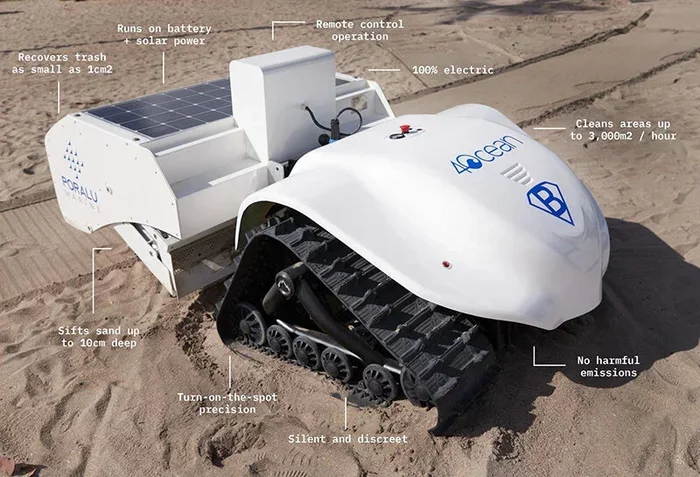 Runs on battery
+ solar power
Remote control
operation
Recovers trash
as small as 1cm2
100% electric
Cleans areas up
to 3,000m2 / hour
4Ocean
B
PORALU
MARINE
Sifts sand up
to 10cm deep
No harmful
emissions
Turn-on-the-spot
precision
Silent and discreet